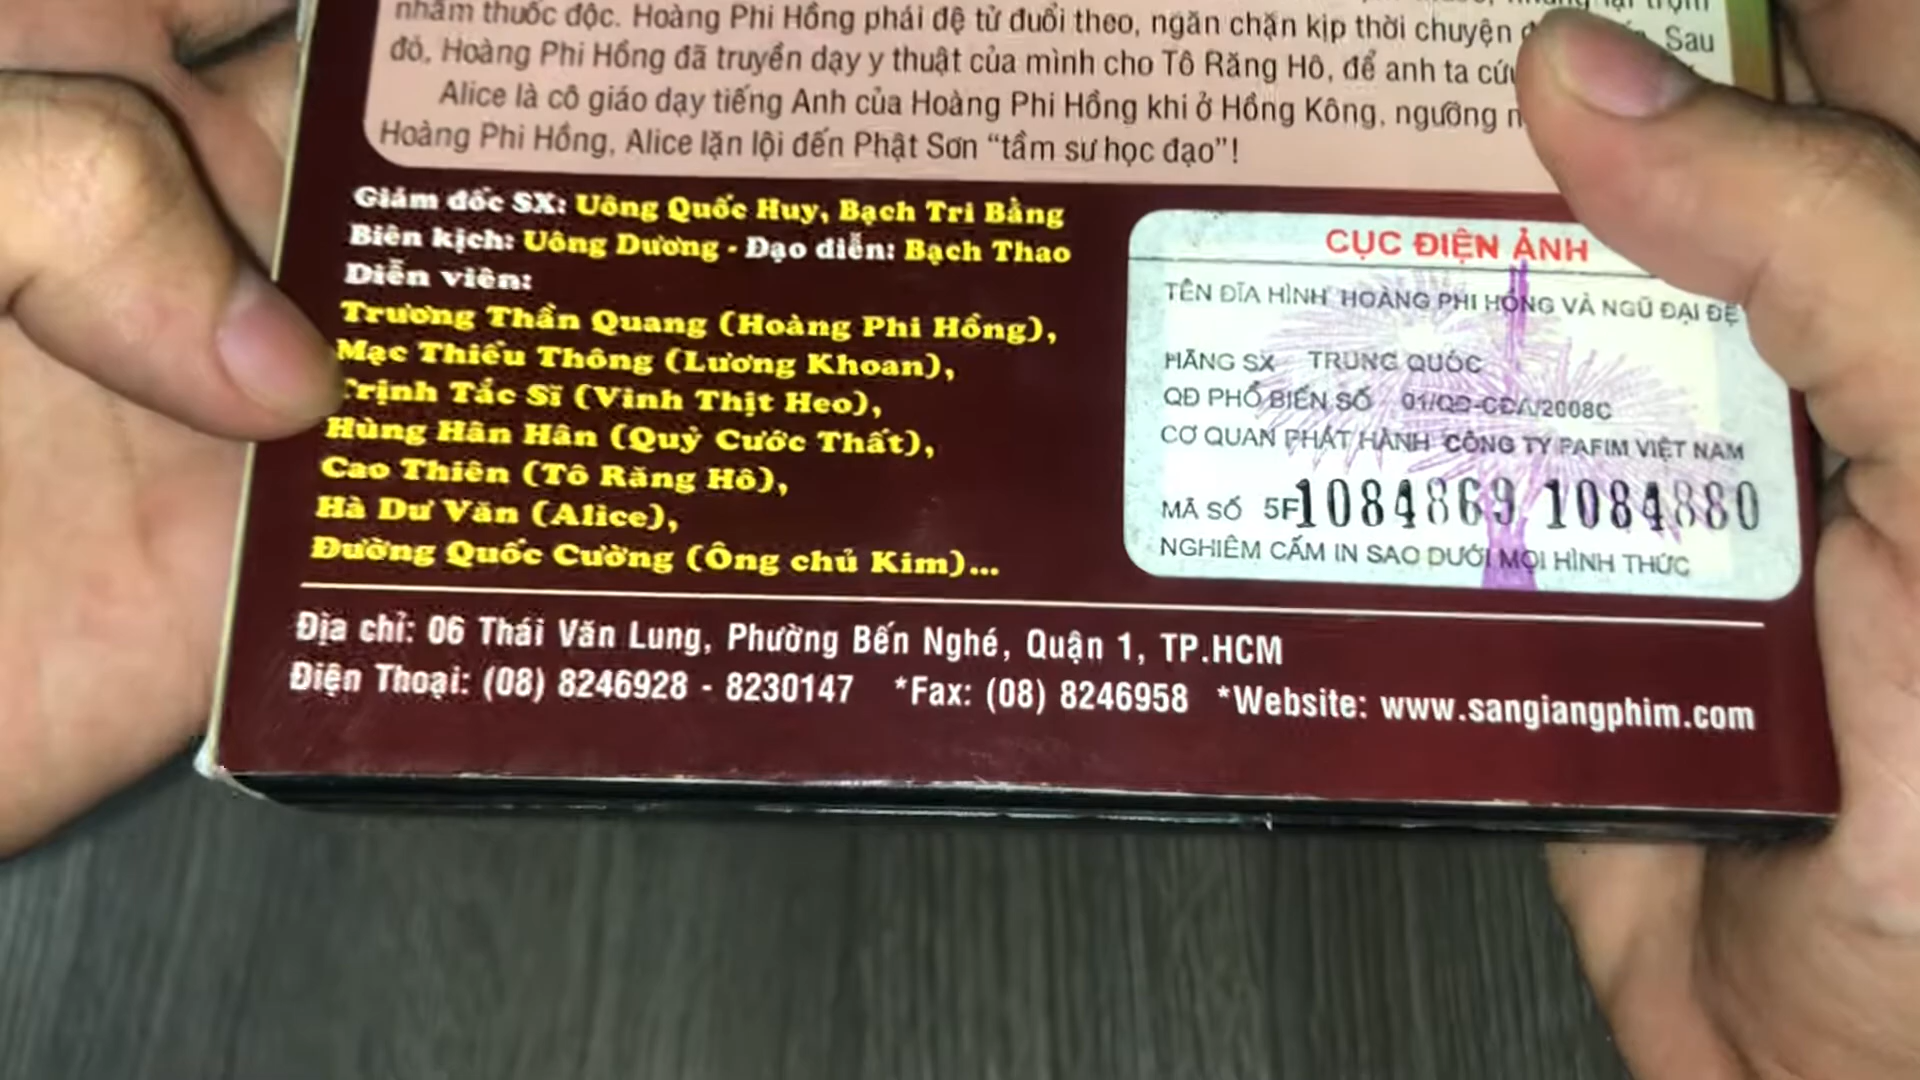 nhầm thuốc độc. Hoàng Phi Hồng phái đệ tử đuổi theo, ngăn chặn kịp thời chuyện Sau
đó, Hoàng Phi Hồng đã truyền dạy y thuật của mình cho Tô Răng Hô, để anh ta
Alice là cô giáo dạy tiếng Anh của Hoàng Phi Hồng khi ở Hồng Kông, ngưỡng
Hoàng Phi Hồng, Alice lặn lội đến Phật Sơn “tầm sư học đạo”!
Giám đốc SX: Uông Quốc Huy, Bạch Tri Bằng
Biên kịch: Uông Dương - Đạo diễn: Bạch Thao
Diễn viên:
Trương Thần Quang (Hoàng Phi Hồng),
Mạc Thiếu Thông (Lương Khoan),
Trịnh Tắc Sĩ (Vinh Thịt Heo),
Hùng Hân Hân (Quỷ Cước Thất),
Cao Thiên (Tô Răng Hô),
Hà Dư Văn (Alice),
Đường Quốc Cường (Ông chủ Kim)...
CỤC ĐIỆN ẢNH
TÊN ĐĨA HÌNH HOÀNG PHI HỒNG VÀ NGŨ ĐẠI ĐỆ
HÃNG SX TRUNG QUỐC
QĐ PHỔ BIẾN SỐ 01/QĐ-CĐA/2008C
CƠ QUAN PHÁT HÀNH CÔNG TY PAFIM VIỆT NAM
MÃ SỐ 5F1084869 1084880
NGHIÊM CẤM IN SAO DƯỚI MỌI HÌNH THỨC
Địa chỉ: 06 Thái Văn Lung, Phường Bến Nghé, Quận 1, TP.HCM
Điện Thoại: (08) 8246928 - 8230147 *Fax: (08) 8246958 *Website: www.sangiangphim.com